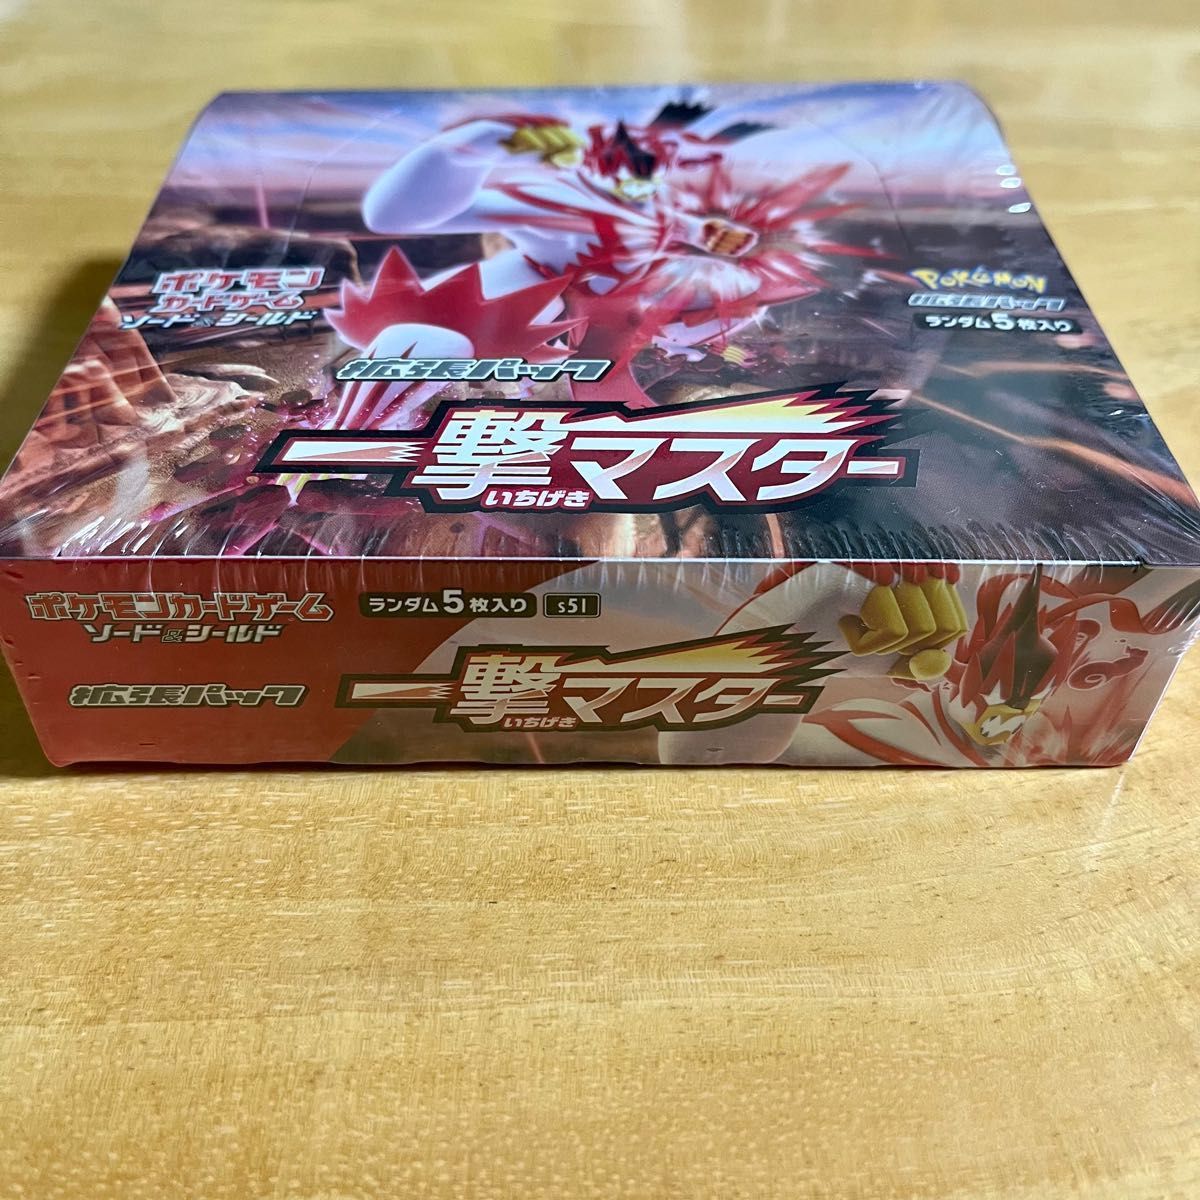 ポケモン
カードゲーム
ソード&シールド
POKéMON
拡張パック
ランダム5枚入り
拡張パック
一撃マスター
いちげき
ポケモンカードゲーム
ソード&シールド
ランダム5枚入り s5I
拡張パック
一撃マスター
いちげき